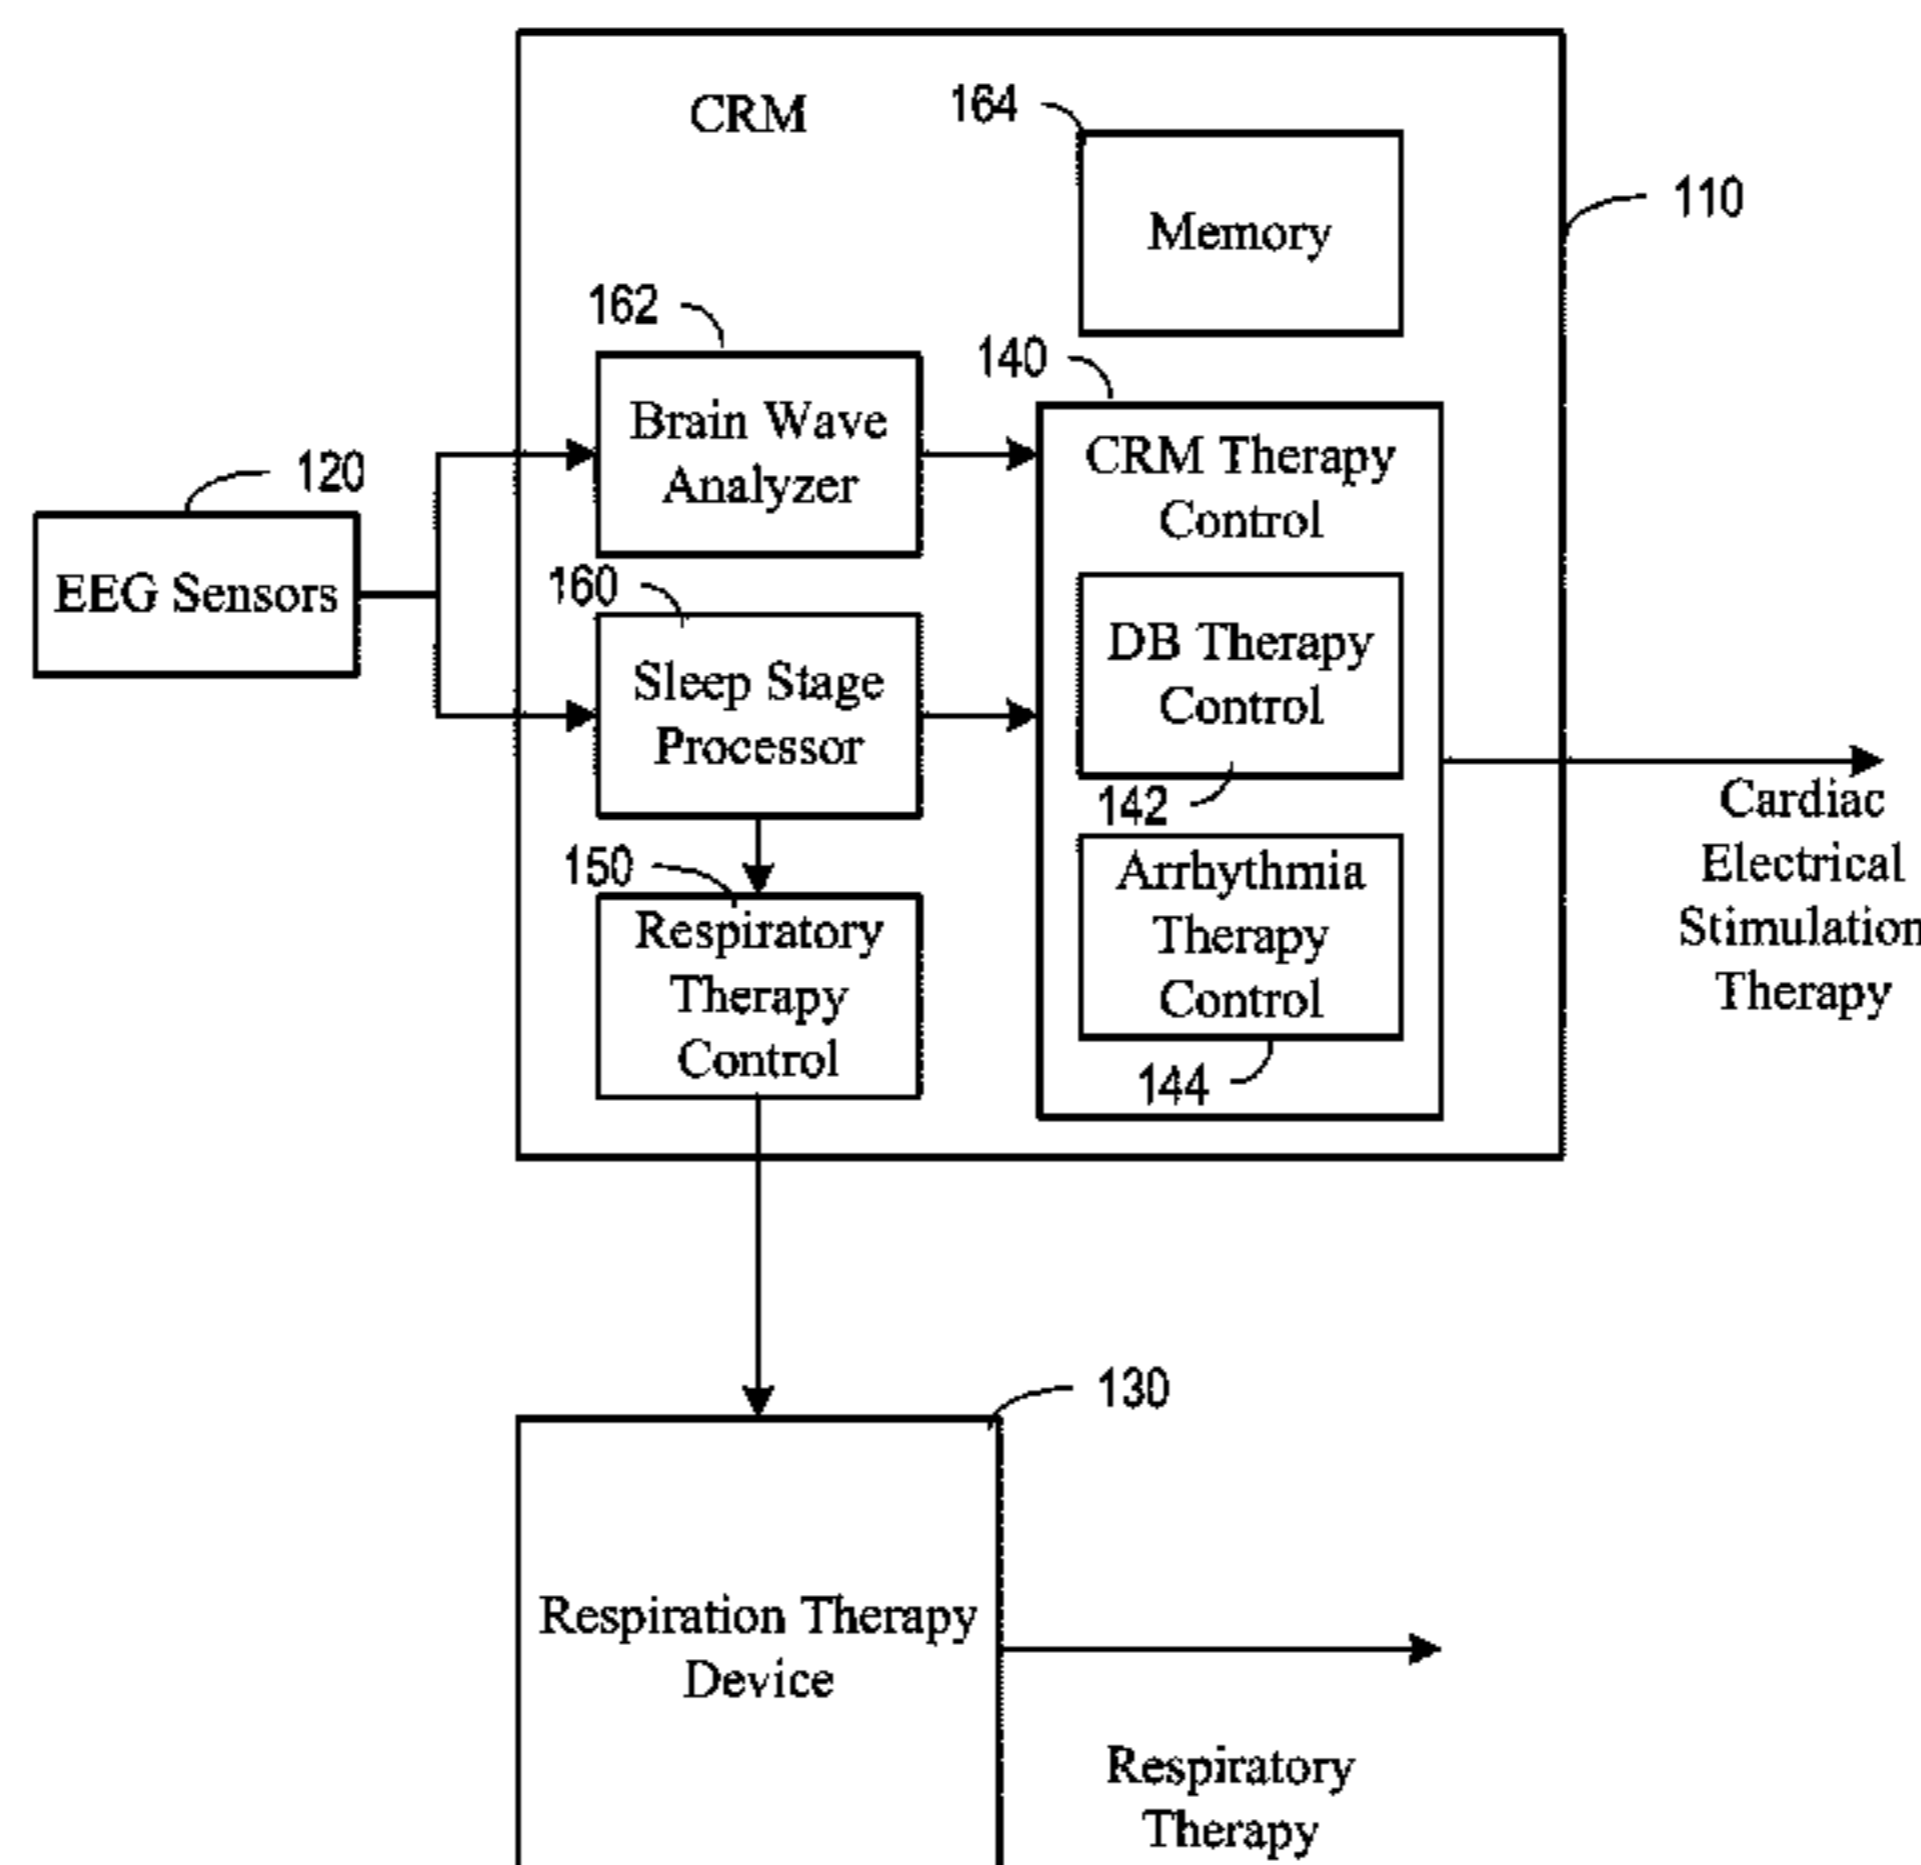 CRM
164
Memory
110
162
Brain Wave
Analyzer
140
CRM Therapy
Control
120
EEG Sensors
160
Sleep Stage
Processor
DB Therapy
Control
142
Cardiac
Electrical
Stimulation
Therapy
150
Respiratory
Therapy
Control
Arrhythmia
Therapy
Control
144
130
Respiration Therapy
Device
Respiratory
Therapy